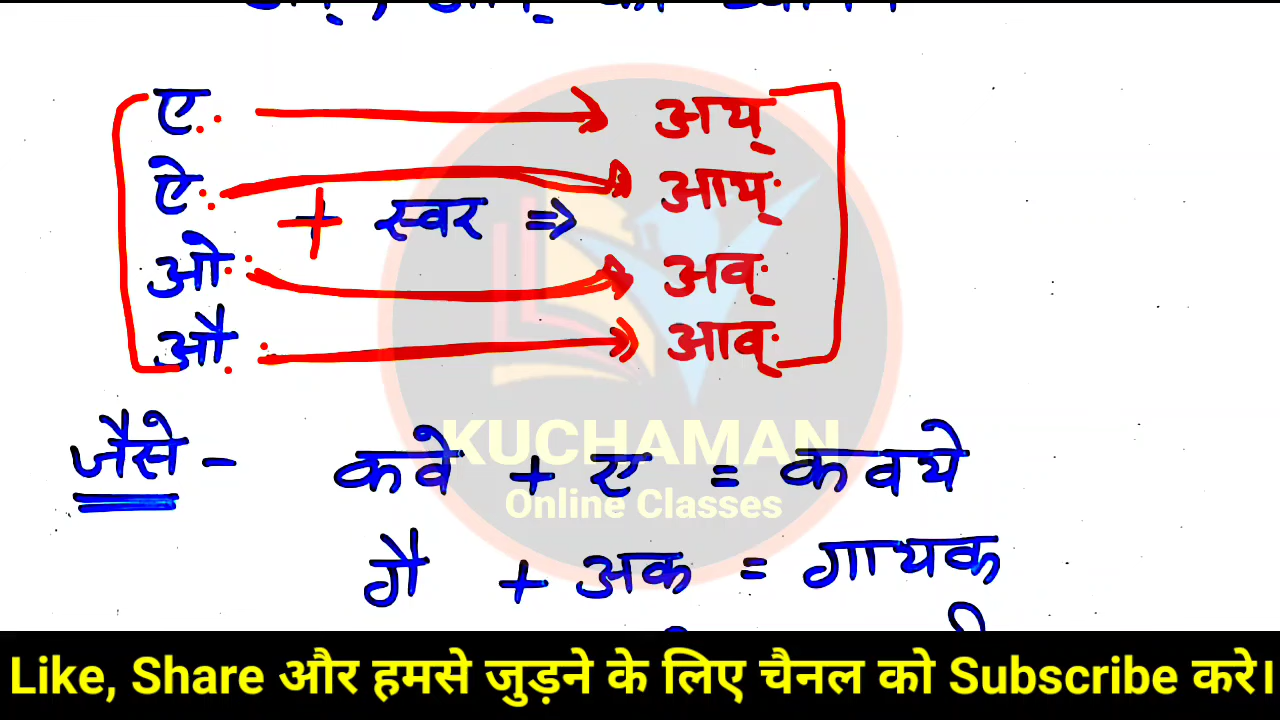 ए अय्
ऐ आय्
+ स्वर ⇒
ओ अव्
औ आव्
जैसे - कवे + ए = कवये
गै + अक = गायक
KUCHAMAN
Online Classes
Like, Share और हमसे जुड़ने के लिए चैनल को Subscribe करे।